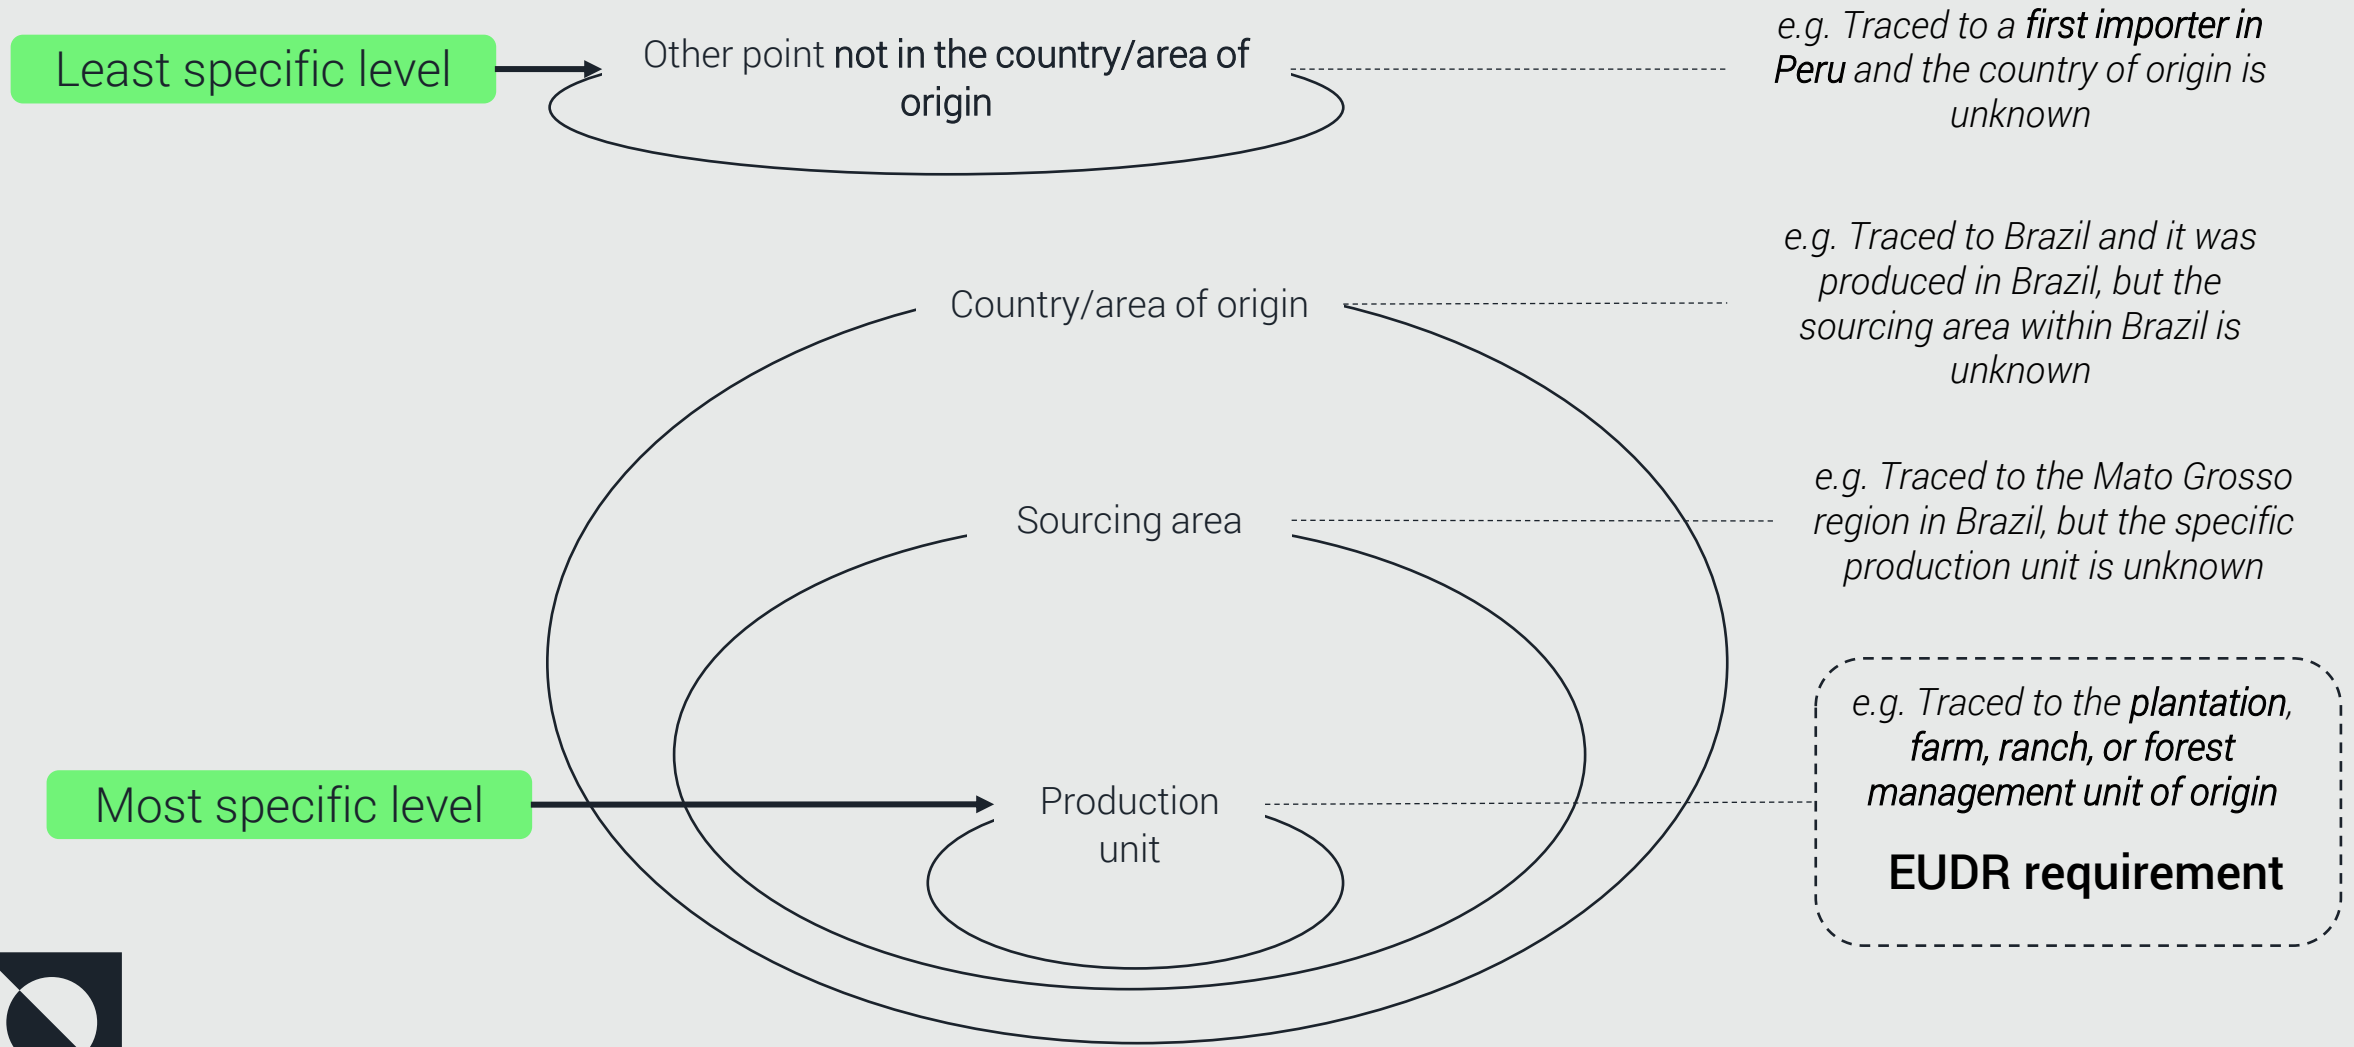 Least specific level
Other point not in the country/area of
origin
e.g. Traced to a first importer in
Peru and the country of origin is
unknown
Country/area of origin
e.g. Traced to Brazil and it was
produced in Brazil, but the
sourcing area within Brazil is
unknown
Sourcing area
e.g. Traced to the Mato Grosso
region in Brazil, but the specific
production unit is unknown
Most specific level
Production
unit
e.g. Traced to the plantation,
farm, ranch, or forest
management unit of origin
EUDR requirement